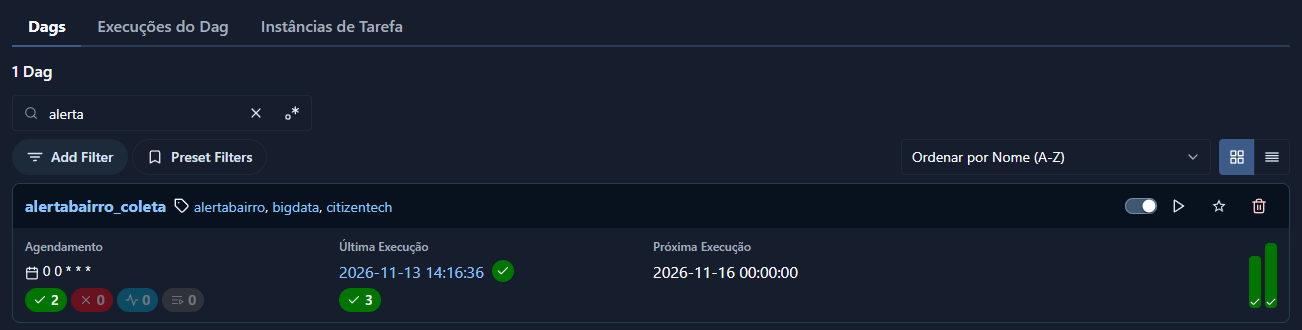 Dags Execuções do Dag Instâncias de Tarefa
1 Dag
alerta
Add Filter Preset Filters Ordenar por Nome (A-Z)
alertabairro_coleta alertabairro, bigdata, citizentech
Agendamento Última Execução Próxima Execução
0 0 * * * 2026-11-13 14:16:36 2026-11-16 00:00:00
2 0 0 0 3